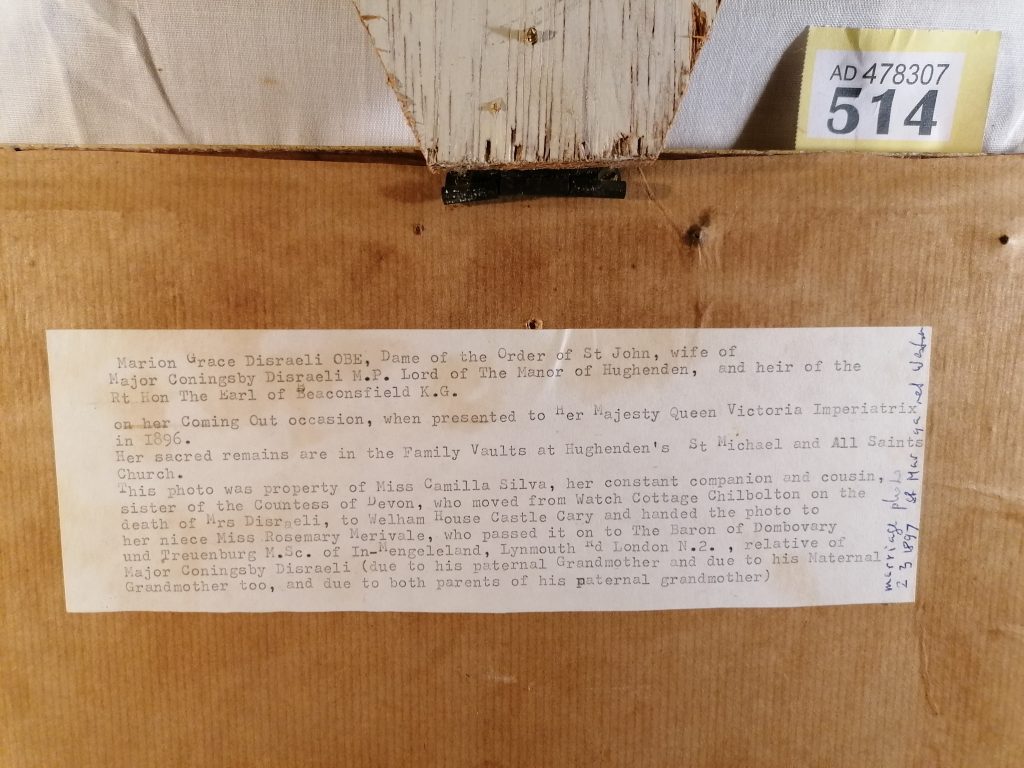 AD 478307
514
Marion Grace Disraeli OBE, Dame of the Order of St John, wife of
Major Coningsby Disraeli M.P. Lord of The Manor of Hughenden, and heir of the
Rt Hon The Earl of Beaconsfield K.G.
on her Coming Out occasion, when presented to Her Majesty Queen Victoria Imperiatrix
in 1896.
Her sacred remains are in the Family Vaults at Hughenden's St Michael and All Saints
Church.
This photo was property of Miss Camilla Silva, her constant companion and cousin,
sister of the Countess of Devon, who moved from Watch Cottage Chilbolton on the
death of Mrs Disraeli, to Welham House Castle Cary and handed the photo to
her niece Miss Rosemary Merivale, who passed it on to The Baron of Dombovary
und Treuenburg M.Sc. of In-Mengeleland, Lynmouth Rd London N.2. , relative of
Major Coningsby Disraeli (due to his paternal Grandmother and due to his Maternal
Grandmother too, and due to both parents of his paternal grandmother)
marriage photo
2 3 1897 St Margared